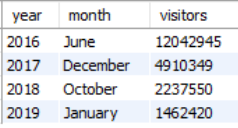 year month visitors
2016 June 12042945
2017 December 4910349
2018 October 2237550
2019 January 1462420